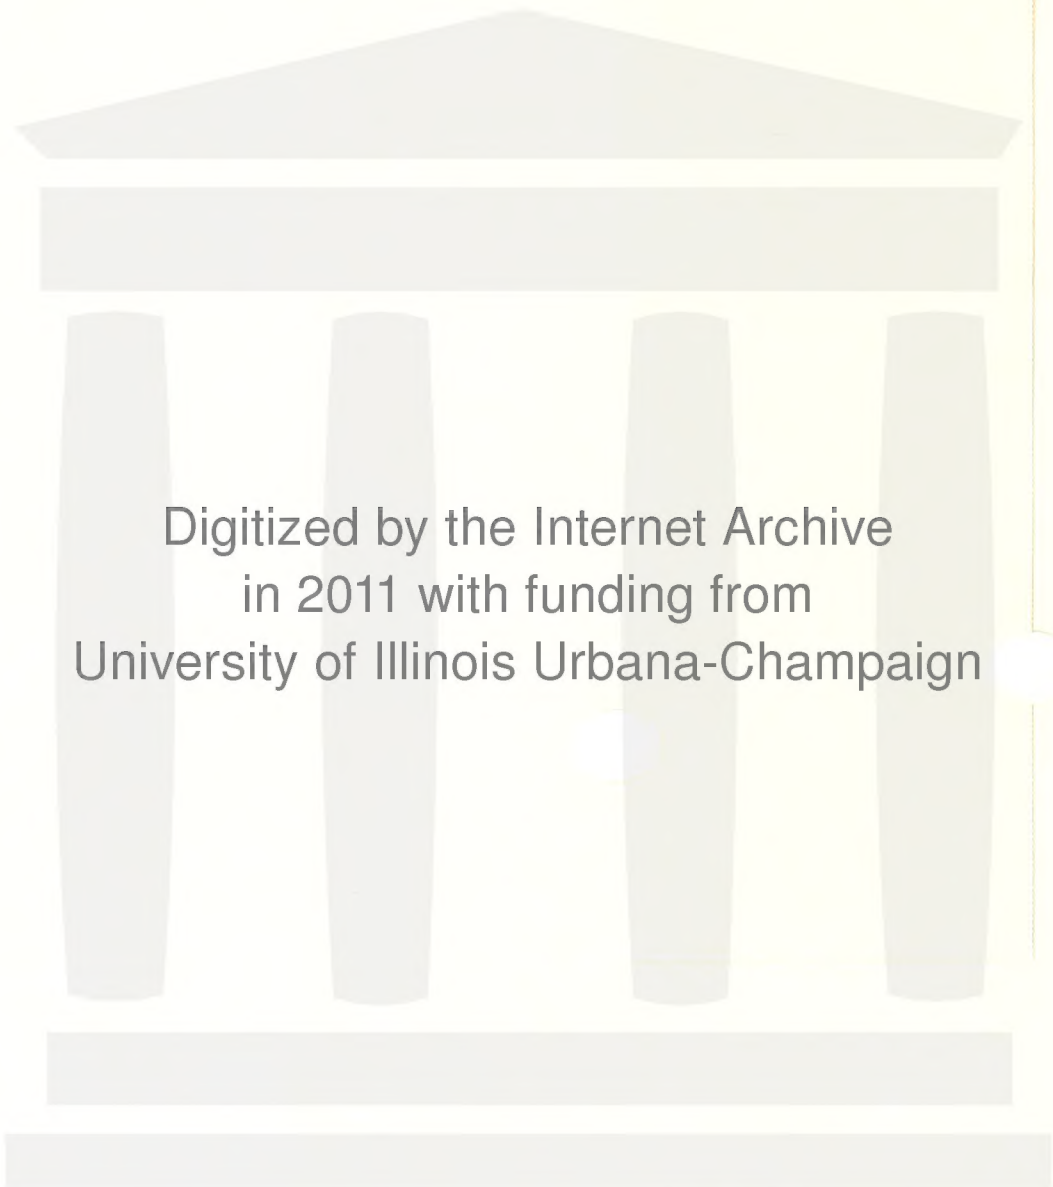 Digitized by the Internet Archive
in 2011 with funding from
University of Illinois Urbana-Champaign